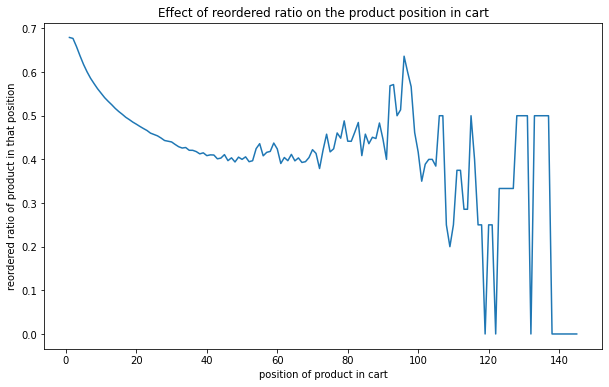 Effect of reordered ratio on the product position in cart
0.7
0.6
0.5
0.4
0.3
0.2
0.1
0.0
reordered ratio of product in that position
0 20 40 60 80 100 120 140
position of product in cart